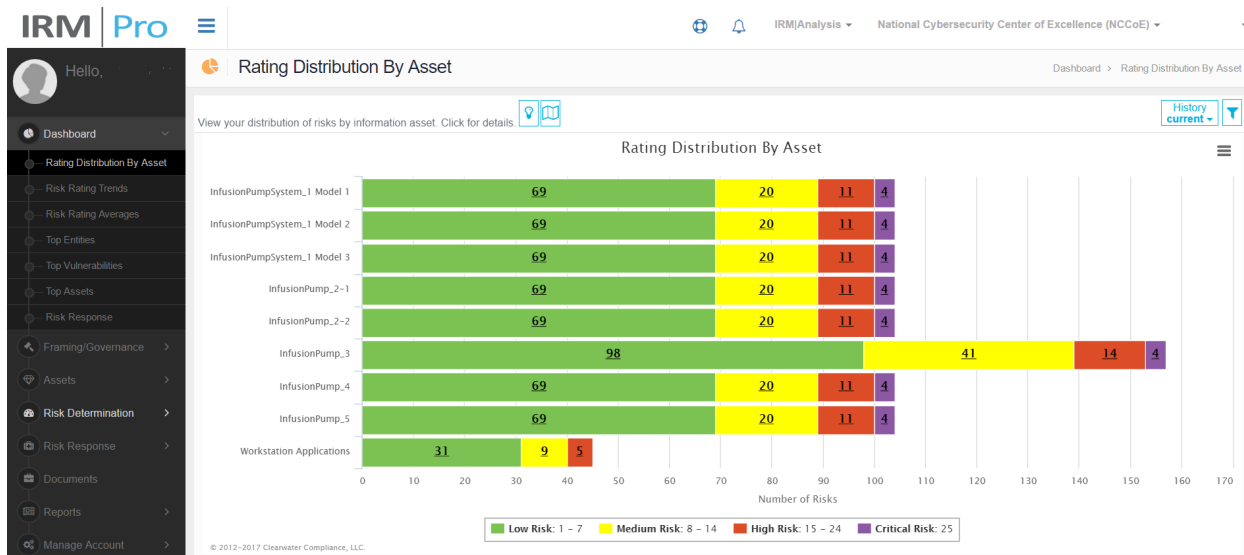 IRM | Pro
IRM|Analysis
National Cybersecurity Center of Excellence (NCCoE)
Hello,
Rating Distribution By Asset
Dashboard > Rating Distribution By Asset
View your distribution of risks by information asset. Click for details.
History
current
Dashboard
Rating Distribution By Asset
Risk Rating Trends
Risk Rating Averages
Top Entities
Top Vulnerabilities
Top Assets
Risk Response
Framing/Governance
Assets
Risk Determination
Risk Response
Documents
Reports
Manage Account
Rating Distribution By Asset
InfusionPumpSystem_1 Model 1 69 20 11 4
InfusionPumpSystem_1 Model 2 69 20 11 4
InfusionPumpSystem_1 Model 3 69 20 11 4
InfusionPump_2-1 69 20 11 4
InfusionPump_2-2 69 20 11 4
InfusionPump_3 98 41 14 4
InfusionPump_4 69 20 11 4
InfusionPump_5 69 20 11 4
Workstation Applications 31 9 5
0 10 20 30 40 50 60 70 80 90 100 110 120 130 140 150 160 170
Number of Risks
Low Risk: 1 - 7 Medium Risk: 8 - 14 High Risk: 15 - 24 Critical Risk: 25
© 2012-2017 Clearwater Compliance, LLC.